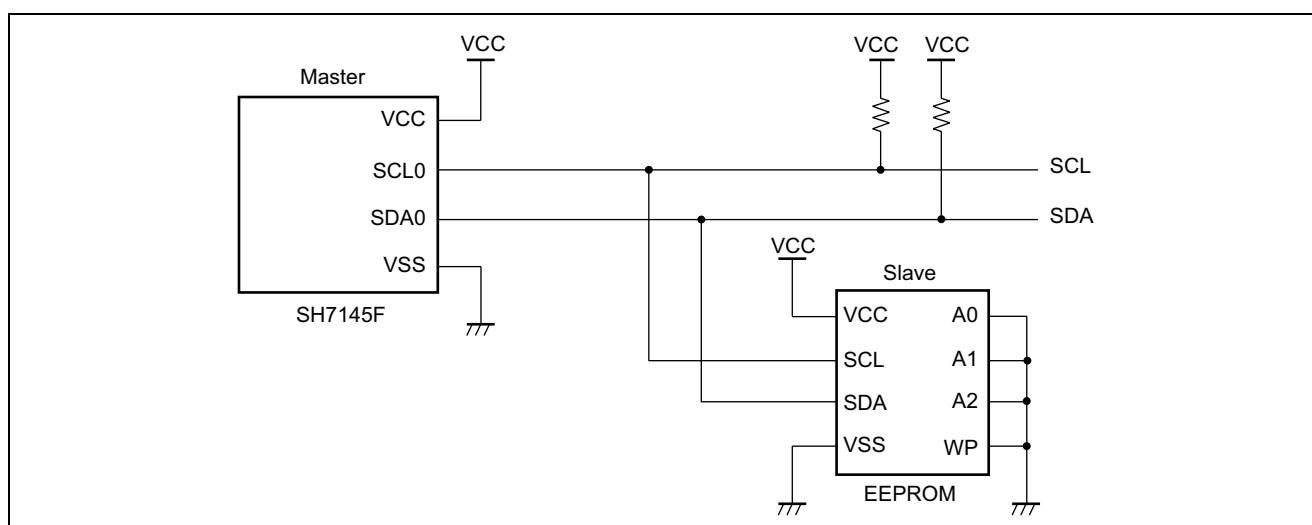 VCC
VCC
VCC
Master
VCC
SCL0
SCL
SDA0
SDA
VCC
VSS
Slave
SH7145F
VCC
A0
SCL
A1
SDA
A2
VSS
WP
EEPROM